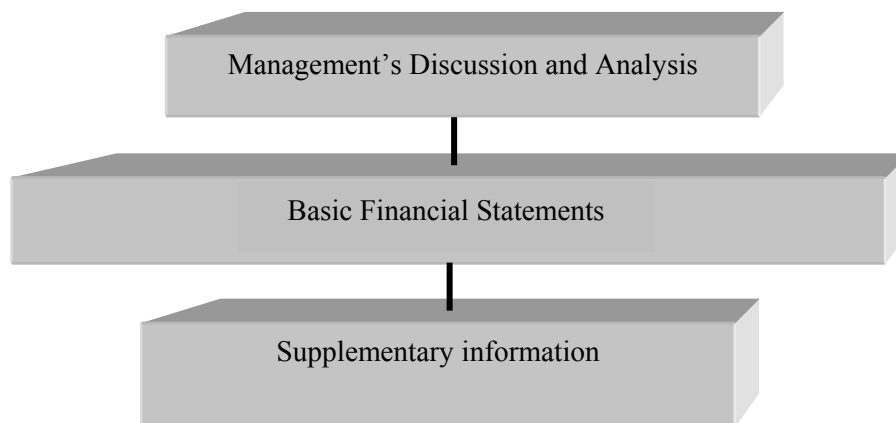 Management’s Discussion and Analysis
Basic Financial Statements
Supplementary information